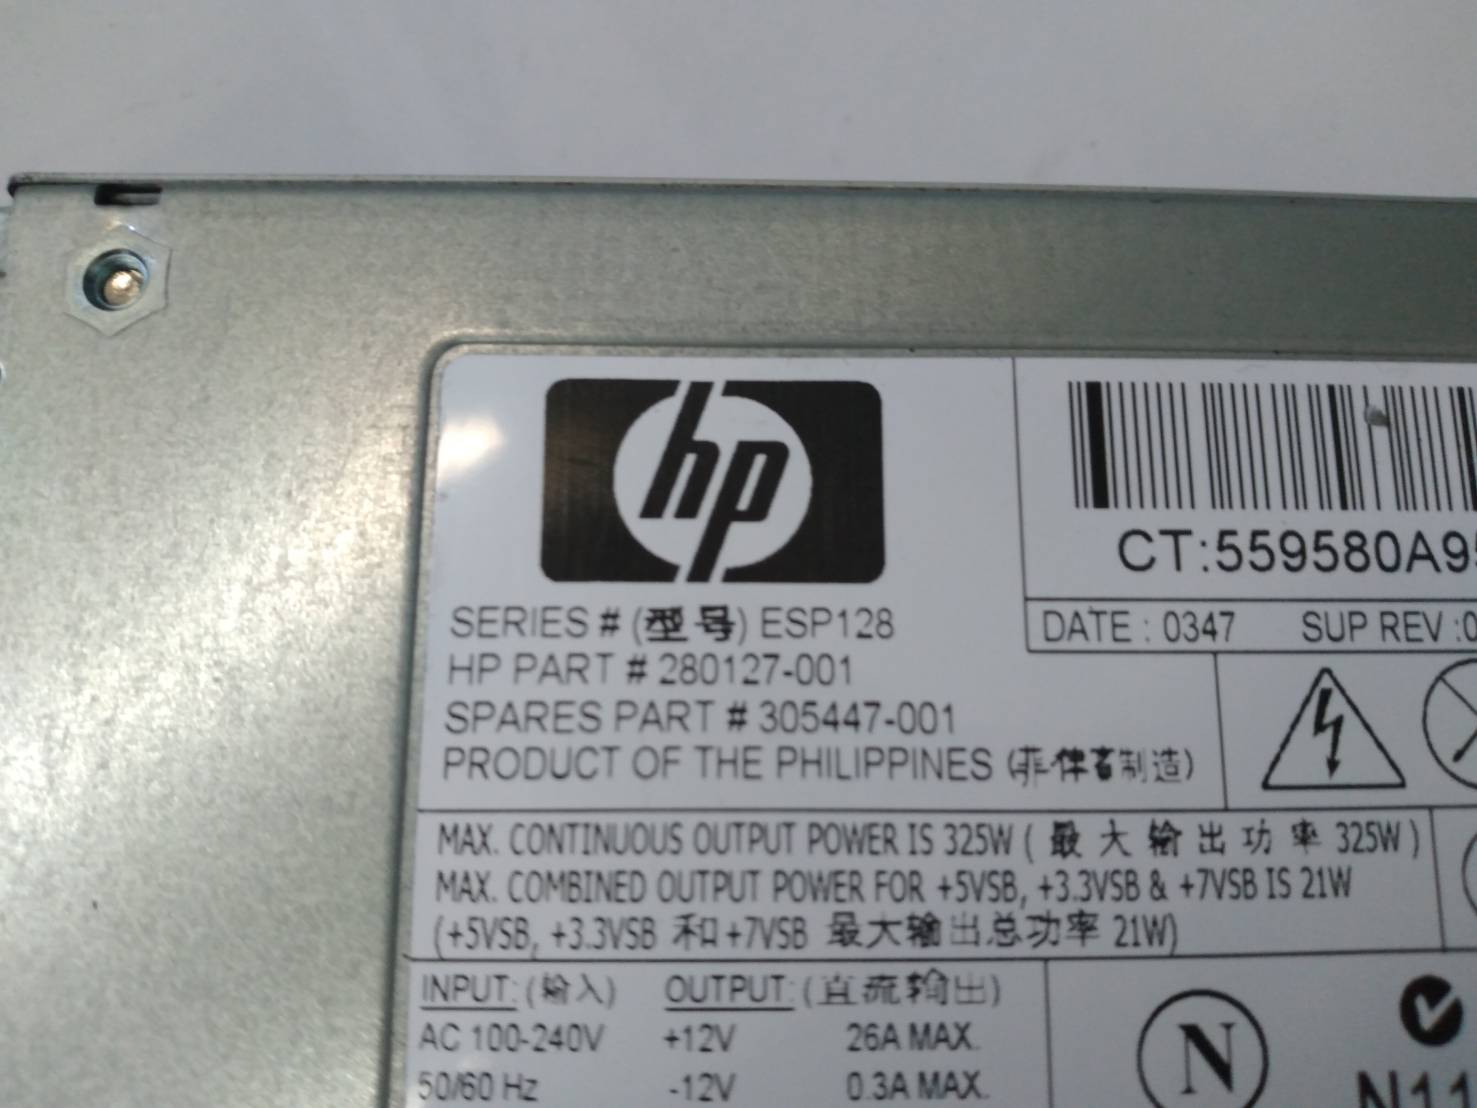 hp
CT:559580A9
SERIES # (型号) ESP128
DATE : 0347 SUP REV :0
HP PART # 280127-001
SPARES PART # 305447-001
PRODUCT OF THE PHILIPPINES (菲律宾制造)
MAX. CONTINUOUS OUTPUT POWER IS 325W ( 最大输出功率 325W )
MAX. COMBINED OUTPUT POWER FOR +5VSB, +3.3VSB & +7VSB IS 21W
(+5VSB, +3.3VSB 和 +7VSB 最大输出总功率 21W)
INPUT: (输入) OUTPUT: (直流输出)
AC 100-240V +12V 26A MAX.
50/60 Hz -12V 0.3A MAX.
N
N11